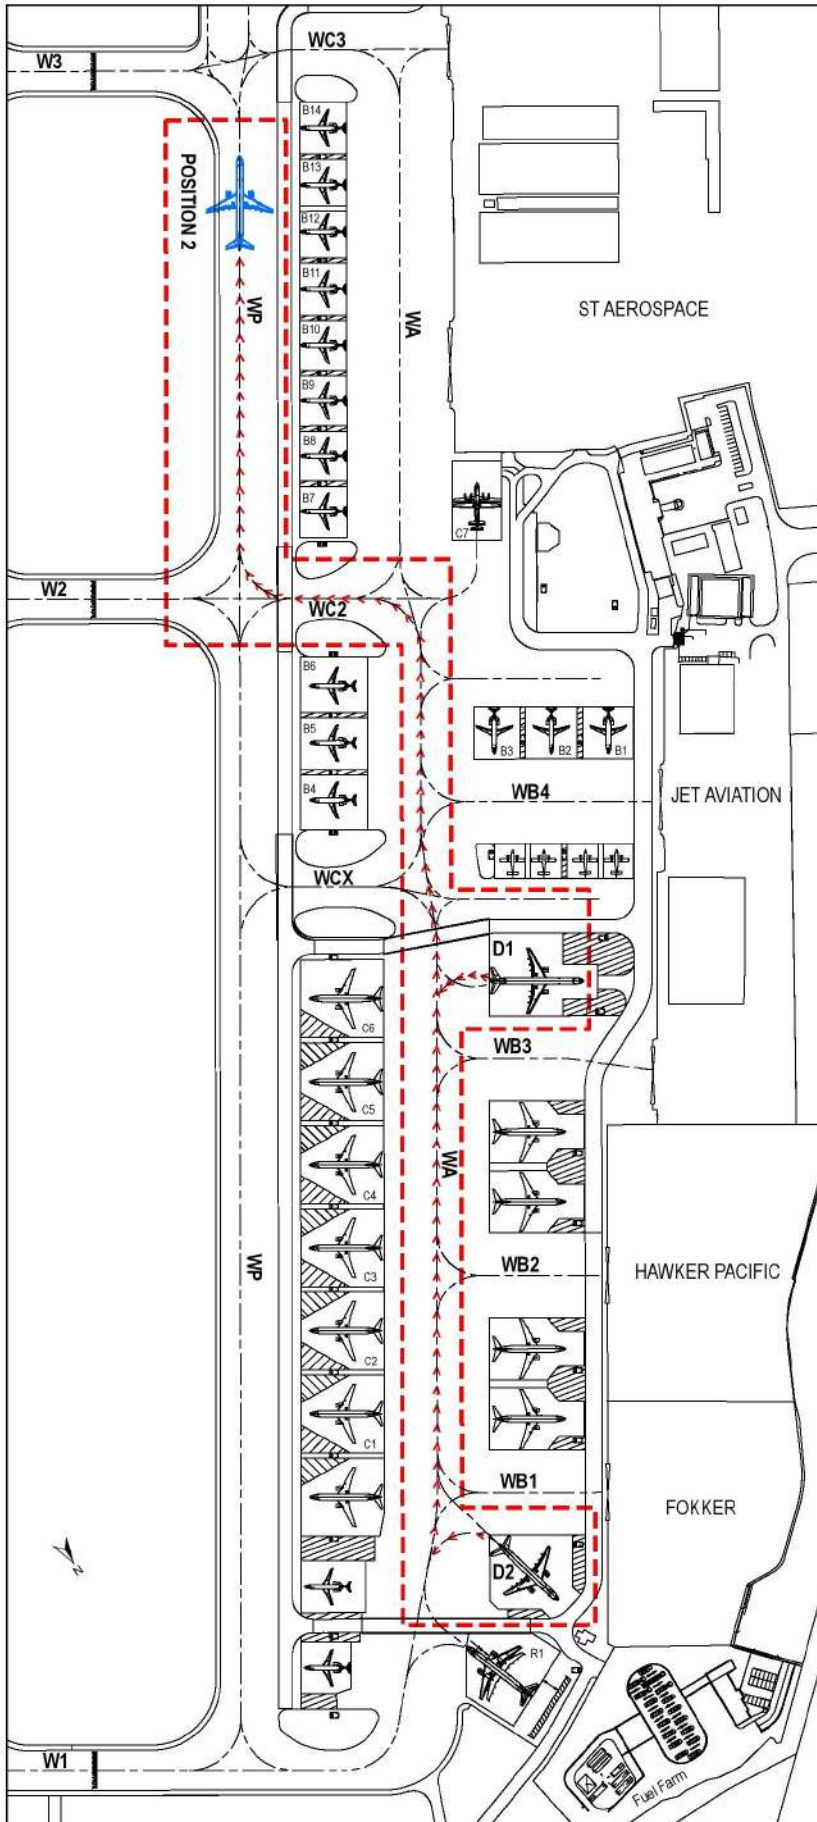 WC3
W3
B14
B13
POSITION 2
B12
B11
WP
ST AEROSPACE
B10
WA
B9
B8
B7
C7
W2
WC2
B6
B5
B3
B2
B1
B4
WB4
JET AVIATION
WCX
D1
C6
WB3
C5
WA
C4
WP
C3
WB2
HAWKER PACIFIC
C2
C1
WB1
FOKKER
N
D2
R1
W1
Fuel Farm